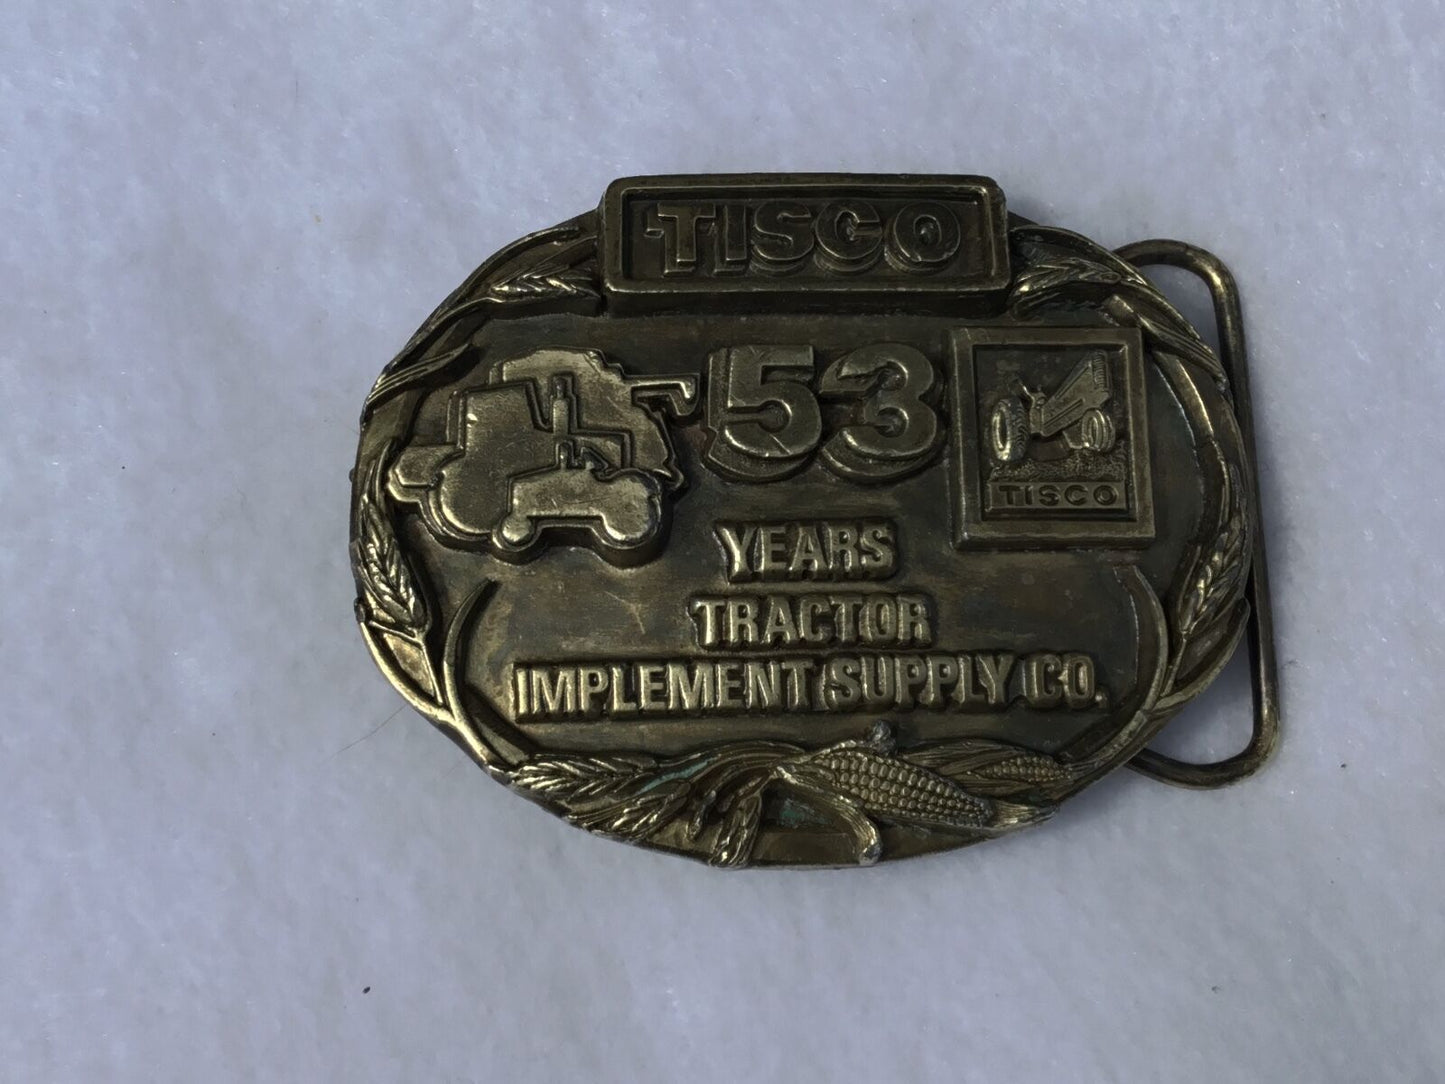 TISCO
53
TISCO
YEARS
TRACTOR
IMPLEMENT SUPPLY CO.